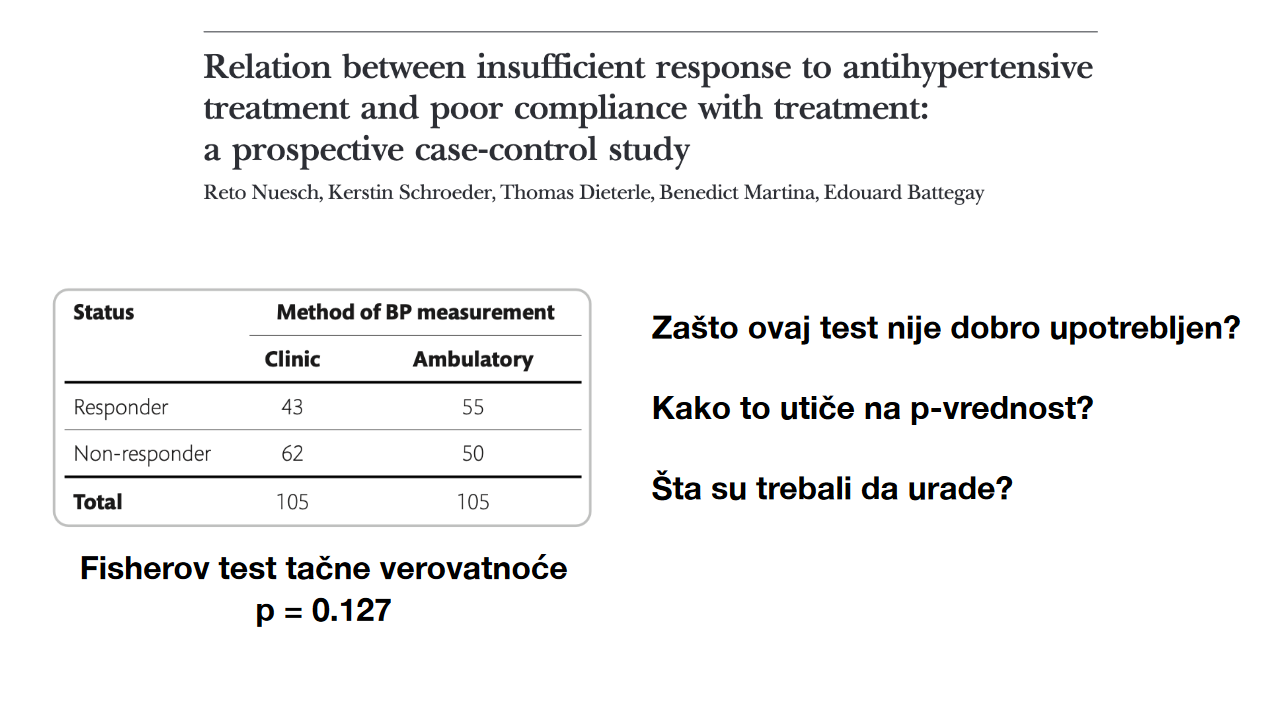 Relation between insufficient response to antihypertensive
treatment and poor compliance with treatment:
a prospective case-control study
Reto Nuesch, Kerstin Schroeder, Thomas Dieterle, Benedict Martina, Edouard Battegay
Status Method of BP measurement
Clinic Ambulatory
Responder 43 55
Non-responder 62 50
Total 105 105
Fisherov test tačne verovatnoće
p = 0.127
Zašto ovaj test nije dobro upotrebljen?
Kako to utiče na p-vrednost?
Šta su trebali da urade?